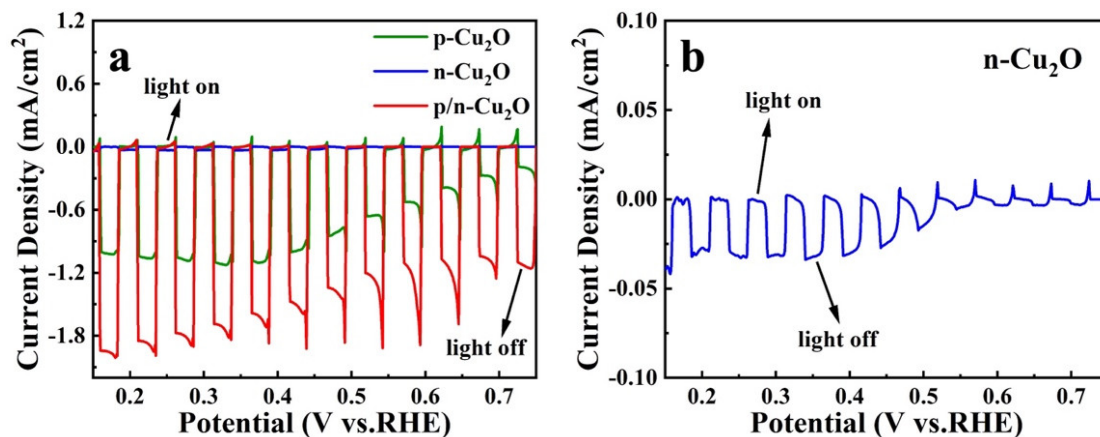 a
p-Cu₂O
n-Cu₂O
p/n-Cu₂O
light on
light off
1.2
0.6
0.0
-0.6
-1.2
-1.8
0.2
0.3
0.4
0.5
0.6
0.7
Current Density (mA/cm²)
Potential (V vs.RHE)
b
n-Cu₂O
light on
light off
0.10
0.05
0.00
-0.05
-0.10
0.2
0.3
0.4
0.5
0.6
0.7
Current Density (mA/cm²)
Potential (V vs.RHE)